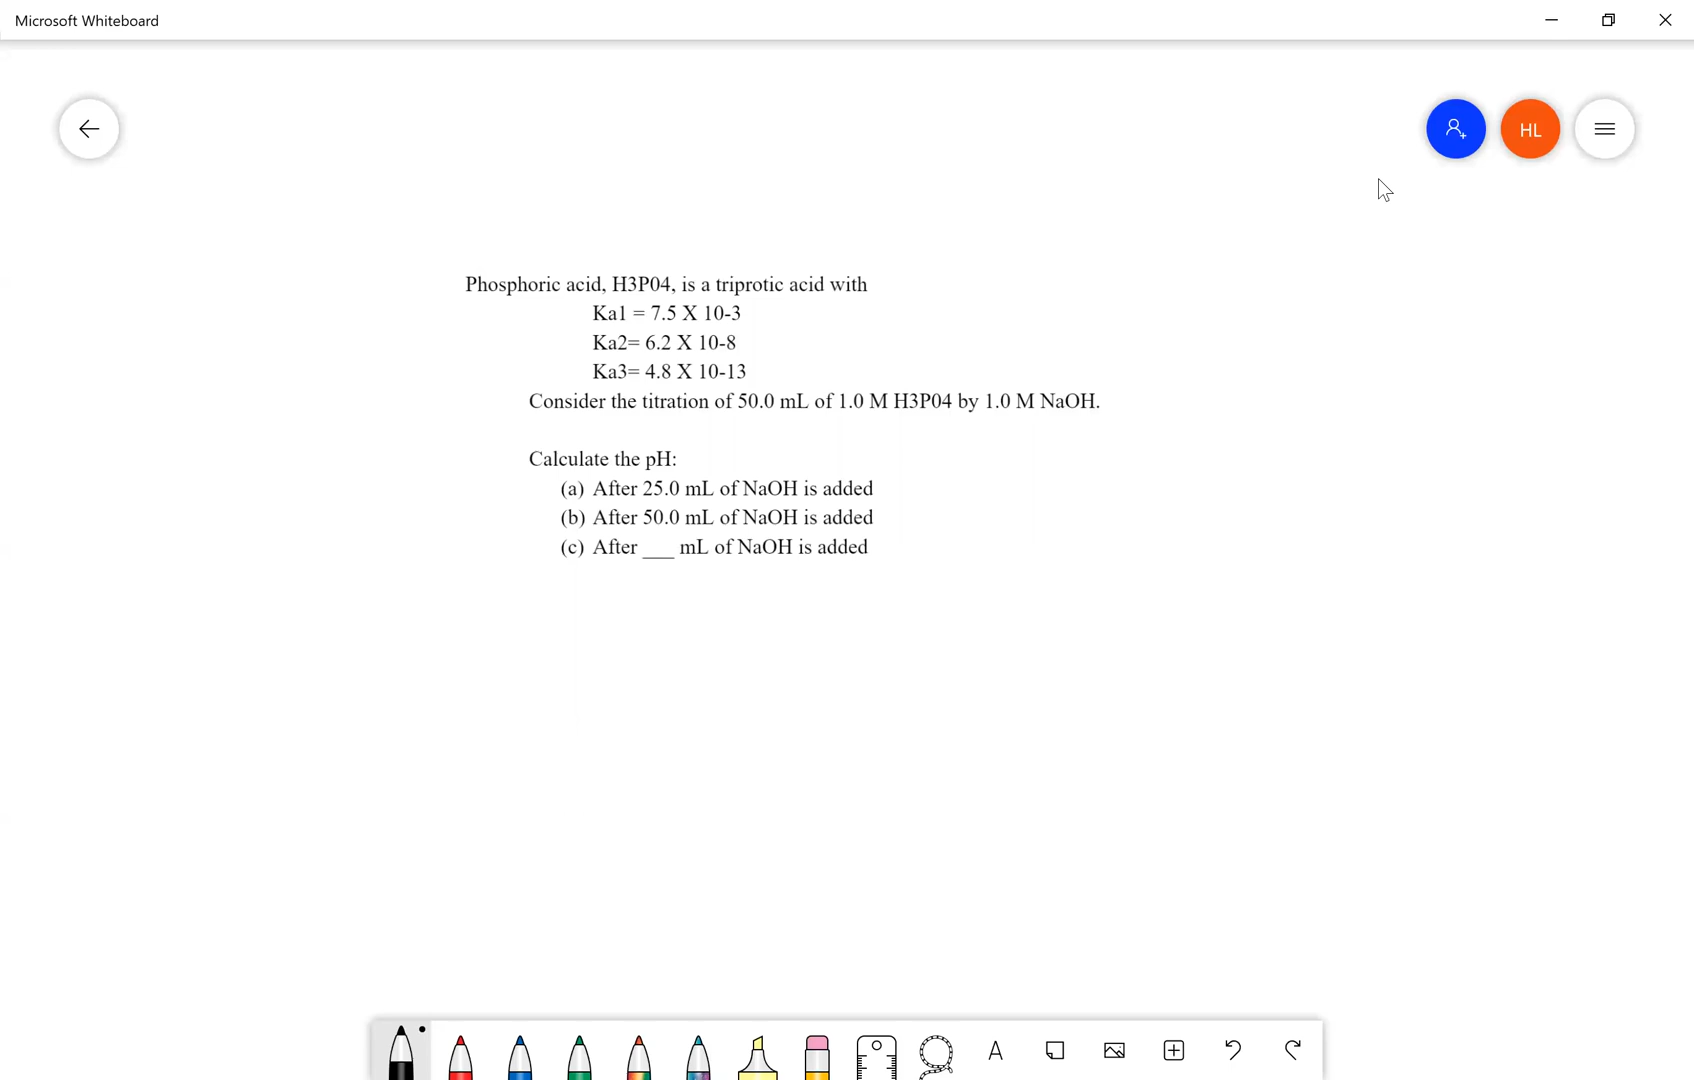 Microsoft Whiteboard
HL
Phosphoric acid, H3P04, is a triprotic acid with
Ka1 = 7.5 X 10-3
Ka2= 6.2 X 10-8
Ka3= 4.8 X 10-13
Consider the titration of 50.0 mL of 1.0 M H3P04 by 1.0 M NaOH.
Calculate the pH:
(a) After 25.0 mL of NaOH is added
(b) After 50.0 mL of NaOH is added
(c) After ___ mL of NaOH is added
A